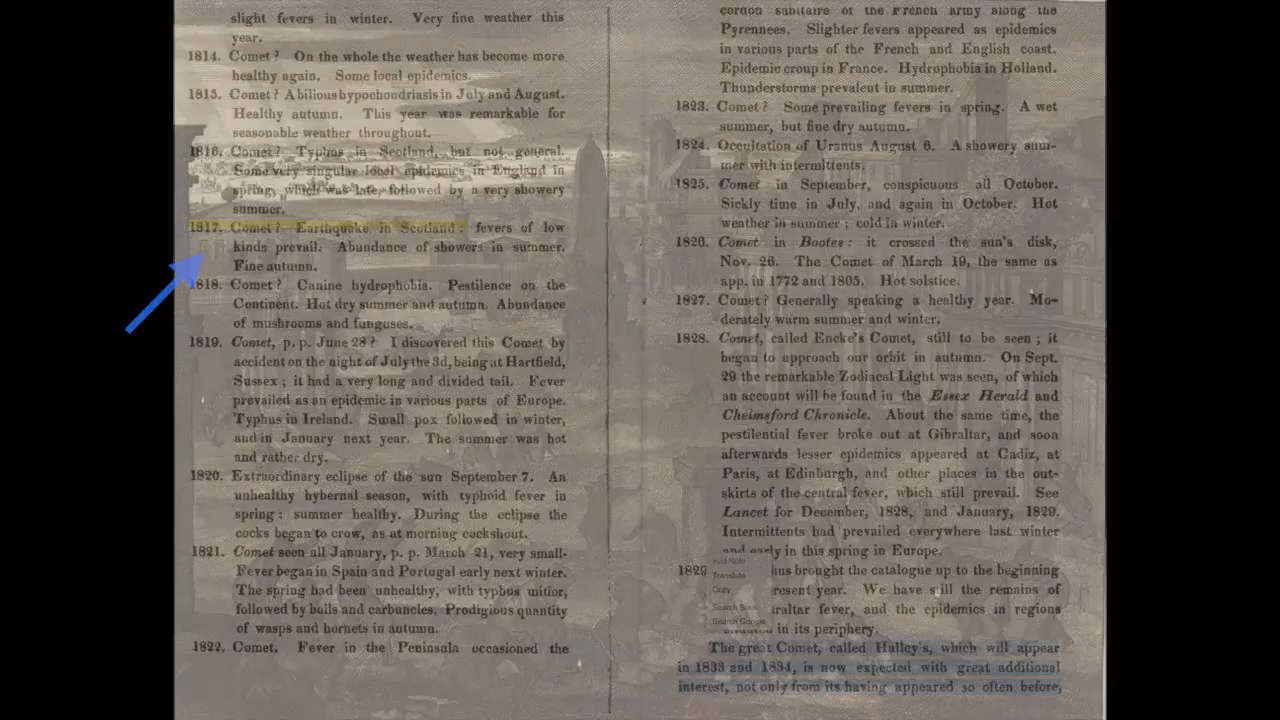 slight fevers in winter. Very fine weather this
year.
1814. Comet? On the whole the weather has become more
healthy again. Some local epidemics.
1815. Comet? A bilious hypochondriasis in July and August.
Healthy autumn. This year was remarkable for
seasonable weather throughout.
1816. Comet? Typhus in Scotland, but not general.
Some very singular local epidemics in England in
spring, which was late, followed by a very showery
summer.
1817. Comet? Earthquake in Scotland: fevers of low
kinds prevail. Abundance of showers in summer.
Fine autumn.
1818. Comet? Canine hydrophobia. Pestilence on the
Continent. Hot dry summer and autumn. Abundance
of mushrooms and funguses.
1819. Comet, p. p. June 28? I discovered this Comet by
accident on the night of July the 3d, being at Hartfield,
Sussex; it had a very long and divided tail. Fever
prevailed as an epidemic in various parts of Europe.
Typhus in Ireland. Small pox followed in winter,
and in January next year. The summer was hot
and rather dry.
1820. Extraordinary eclipse of the sun September 7. An
unhealthy hybernal season, with typhoid fever in
spring: summer healthy. During the eclipse the
cocks began to crow, as at morning cockshout.
1821. Comet seen all January, p. p. March 21, very small.
Fever began in Spain and Portugal early next winter.
The spring had been unhealthy, with typhus mitior,
followed by boils and carbuncles. Prodigious quantity
of wasps and hornets in autumn.
1822. Comet. Fever in the Peninsula occasioned the
cordon sanitaire of the French army along the
Pyrennees. Slighter fevers appeared as epidemics
in various parts of the French and English coast.
Epidemic croup in France. Hydrophobia in Holland.
Thunderstorms prevalent in summer.
1823. Comet? Some prevailing fevers in spring. A wet
summer, but fine dry autumn.
1824. Occultation of Uranus August 6. A showery sum-
mer with intermittents.
1825. Comet in September, conspicuous all October.
Sickly time in July, and again in October. Hot
weather in summer; cold in winter.
1826. Comet in Bootes: it crossed the sun's disk,
Nov. 26. The Comet of March 19, the same as
app. in 1772 and 1805. Hot solstice.
1827. Comet? Generally speaking a healthy year. Mo-
derately warm summer and winter.
1828. Comet, called Encke's Comet, still to be seen; it
began to approach our orbit in autumn. On Sept.
29 the remarkable Zodiacal Light was seen, of which
an account will be found in the Essex Herald and
Chelmsford Chronicle. About the same time, the
pestilential fever broke out at Gibraltar, and soon
afterwards lesser epidemics appeared at Cadiz, at
Paris, at Edinburgh, and other places in the out-
skirts of the central fever, which still prevail. See
Lancet for December, 1828, and January, 1829.
Intermittents had prevailed everywhere last winter
and early in this spring in Europe.
Add Note
1829 hus brought the catalogue up to the beginning
Translate
resent year. We have still the remains of
Copy
raltar fever, and the epidemics in regions
Search Book
Search Google
in its periphery.
The great Comet, called Halley's, which will appear
in 1833 and 1834, is now expected with great additional
interest, not only from its having appeared so often before,